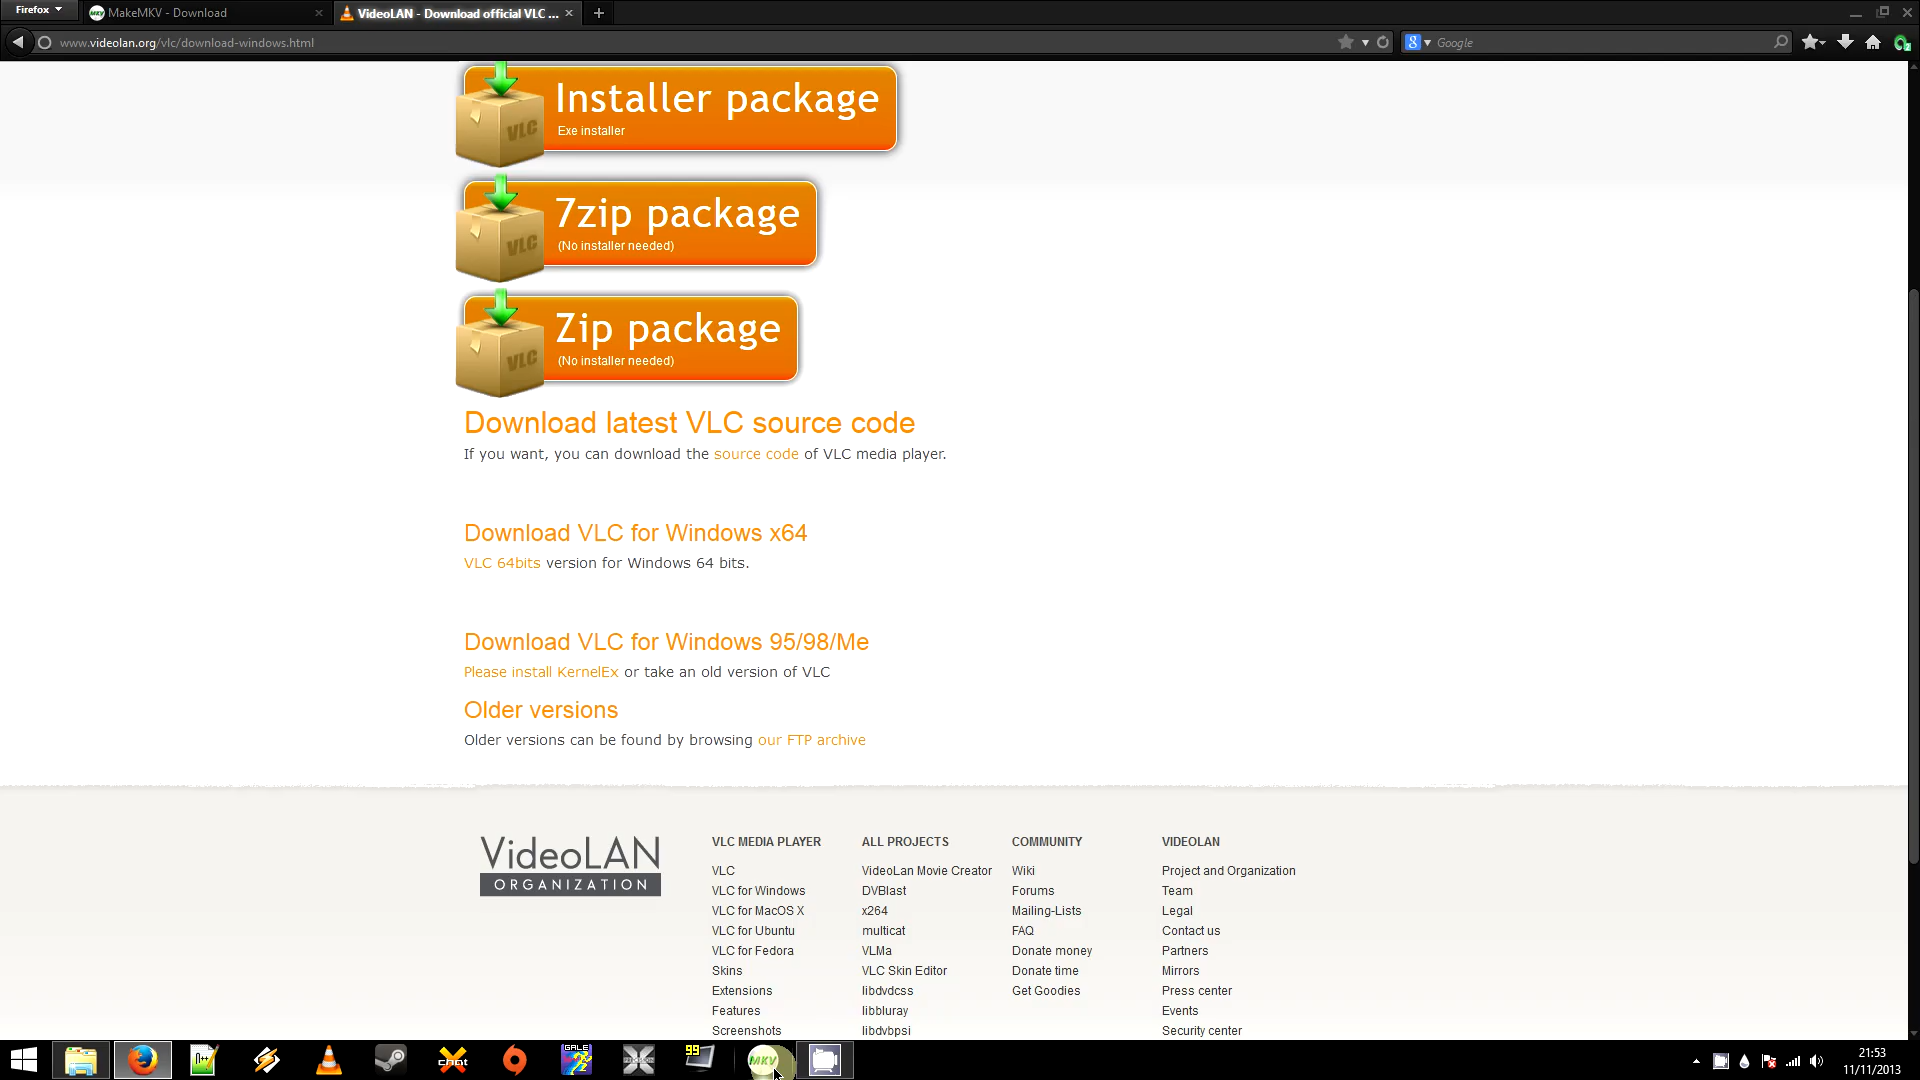 Firefox
MakeMKV - Download
VideoLAN - Download official VLC ...
www.videolan.org/vlc/download-windows.html
Google
Installer package
Exe installer
VLC
7zip package
(No installer needed)
VLC
Zip package
(No installer needed)
VLC
Download latest VLC source code
If you want, you can download the source code of VLC media player.
Download VLC for Windows x64
VLC 64bits version for Windows 64 bits.
Download VLC for Windows 95/98/Me
Please install KernelEx or take an old version of VLC
Older versions
Older versions can be found by browsing our FTP archive
VideoLAN
ORGANIZATION
VLC MEDIA PLAYER
VLC
VLC for Windows
VLC for MacOS X
VLC for Ubuntu
VLC for Fedora
Skins
Extensions
Features
Screenshots
ALL PROJECTS
VideoLan Movie Creator
DVBlast
x264
multicat
VLMa
VLC Skin Editor
libdvdcss
libbluray
libdvbpsi
COMMUNITY
Wiki
Forums
Mailing-Lists
FAQ
Donate money
Donate time
Get Goodies
VIDEOLAN
Project and Organization
Team
Legal
Contact us
Partners
Mirrors
Press center
Events
Security center
chat
GALE
99
MKV
21:53
11/11/2013